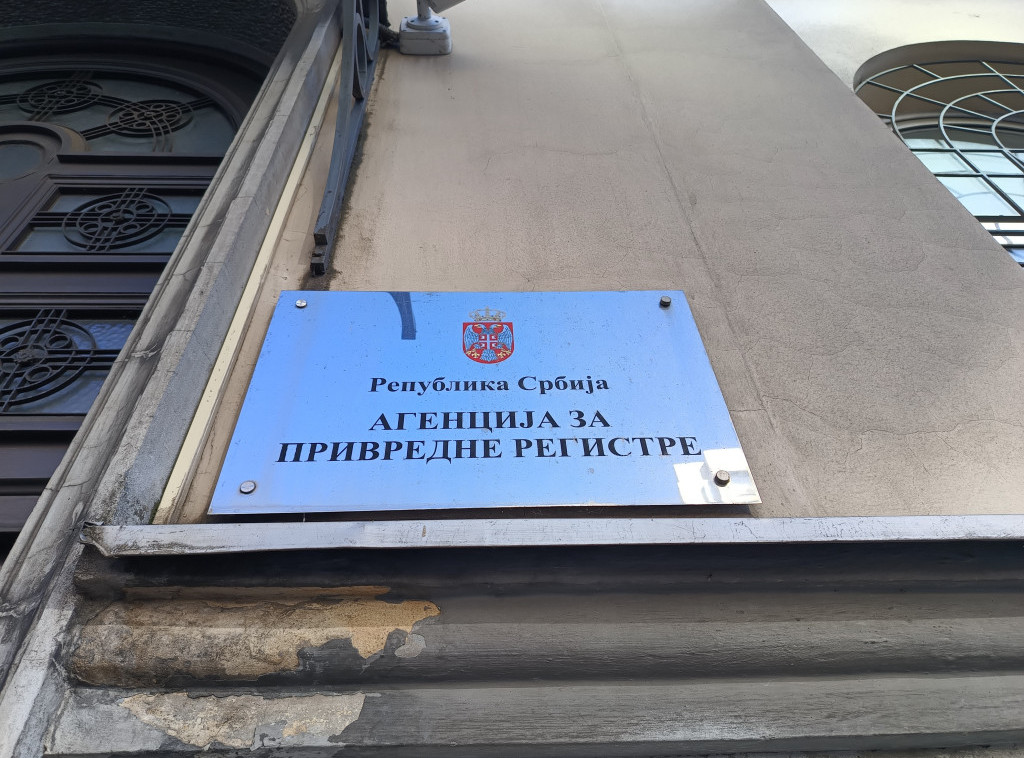 Република Србија
АГЕНЦИЈА ЗА
ПРИВРЕДНЕ РЕГИСТРЕ